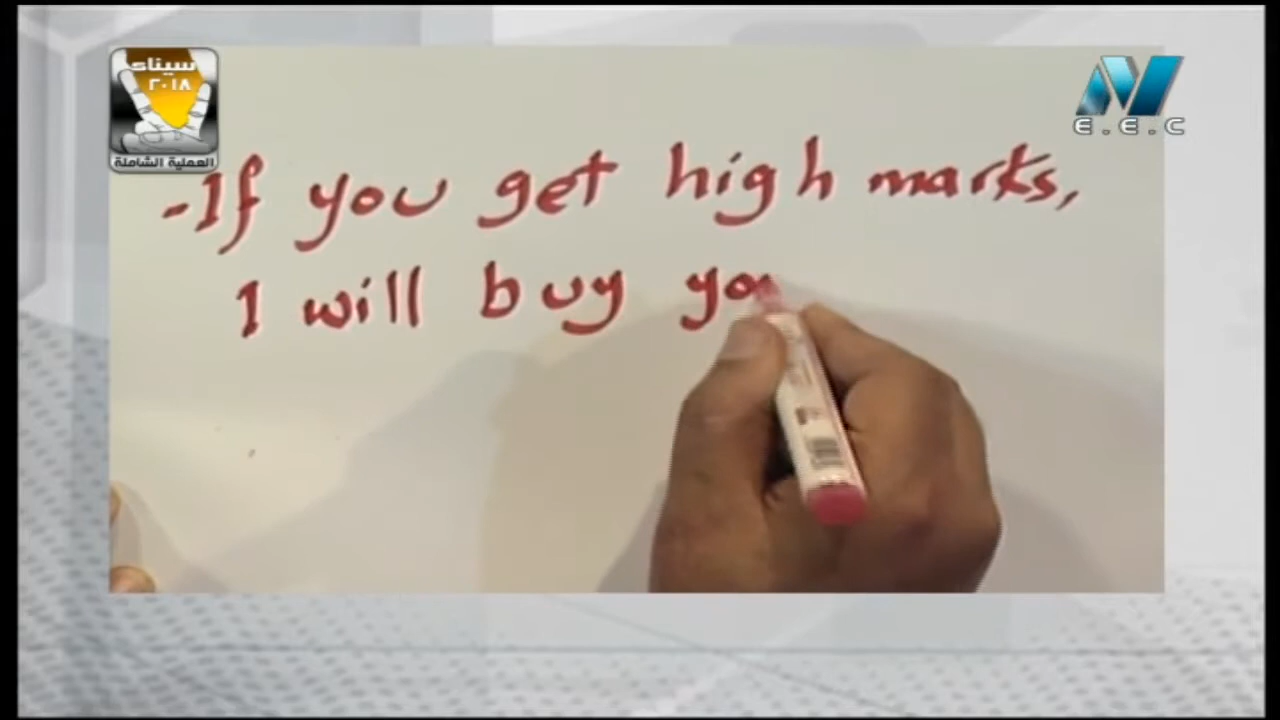 سيناء
٢٠١٨
العملية الشاملة
E.E.C
-If you get high marks,
I will buy yo